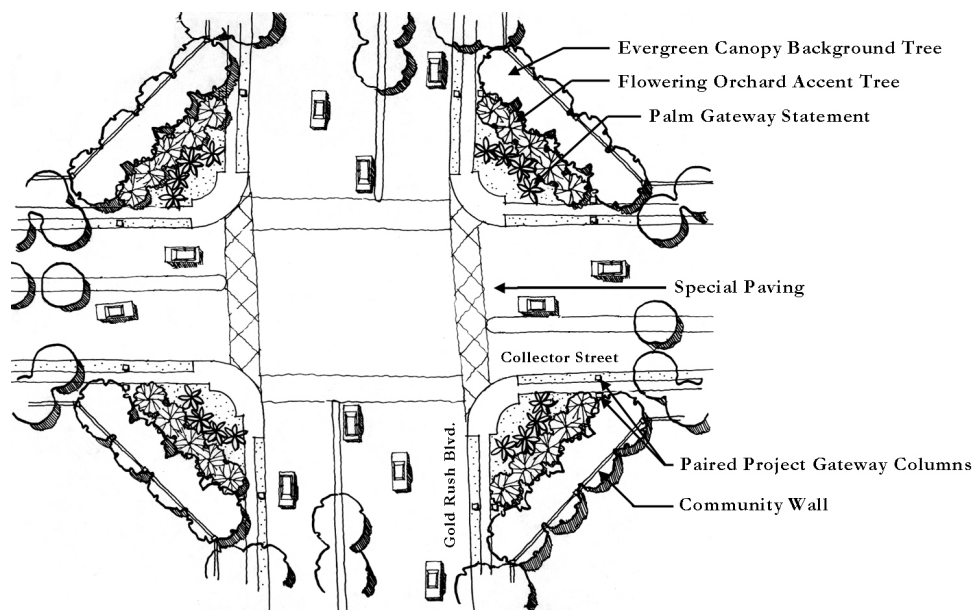 Evergreen Canopy Background Tree
Flowering Orchard Accent Tree
Palm Gateway Statement
Special Paving
Collector Street
Gold Rush Blvd.
Paired Project Gateway Columns
Community Wall